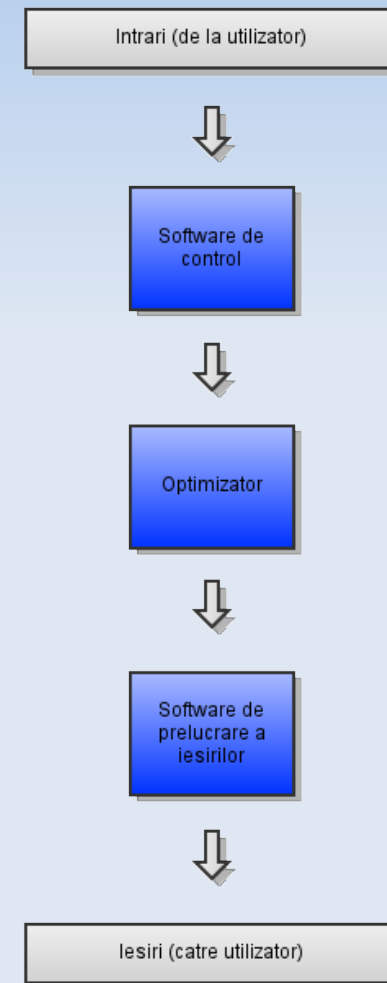 Intrari (de la utilizator)
Software de
control
Optimizator
Software de
prelucrare a
iesirilor
Iesiri (catre utilizator)